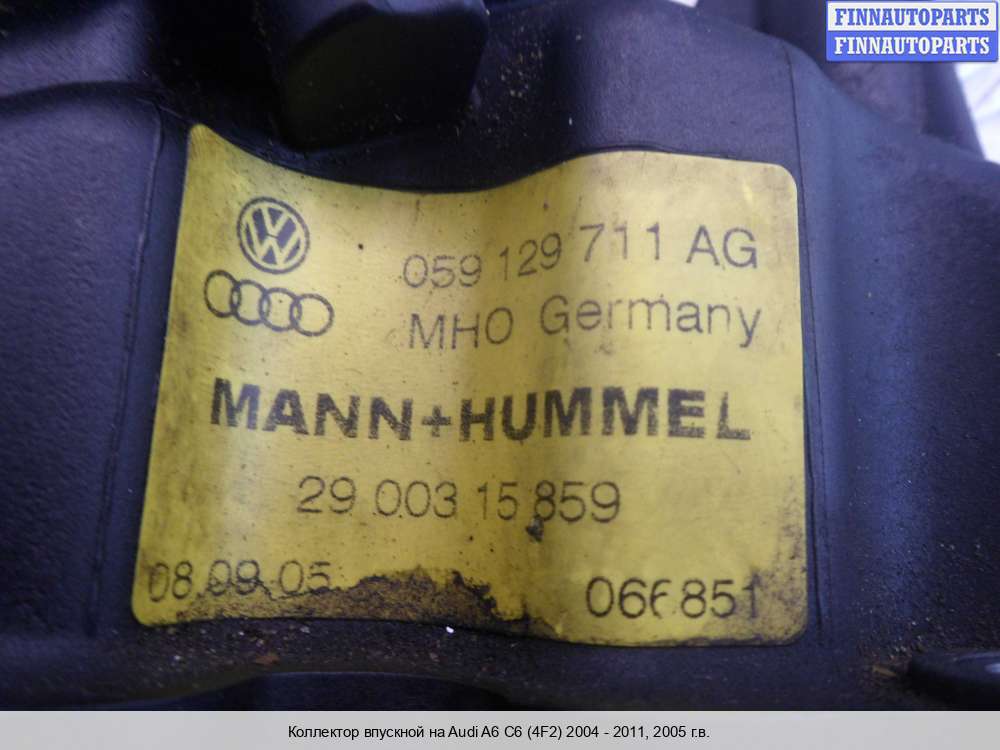 FINNAUTOPARTS
FINNAUTOPARTS
059 129 711 AG
MHO Germany
MANN+HUMMEL
29 003 15 859
08.09.05
066851
Коллектор впускной на Audi A6 C6 (4F2) 2004 - 2011, 2005 г.в.